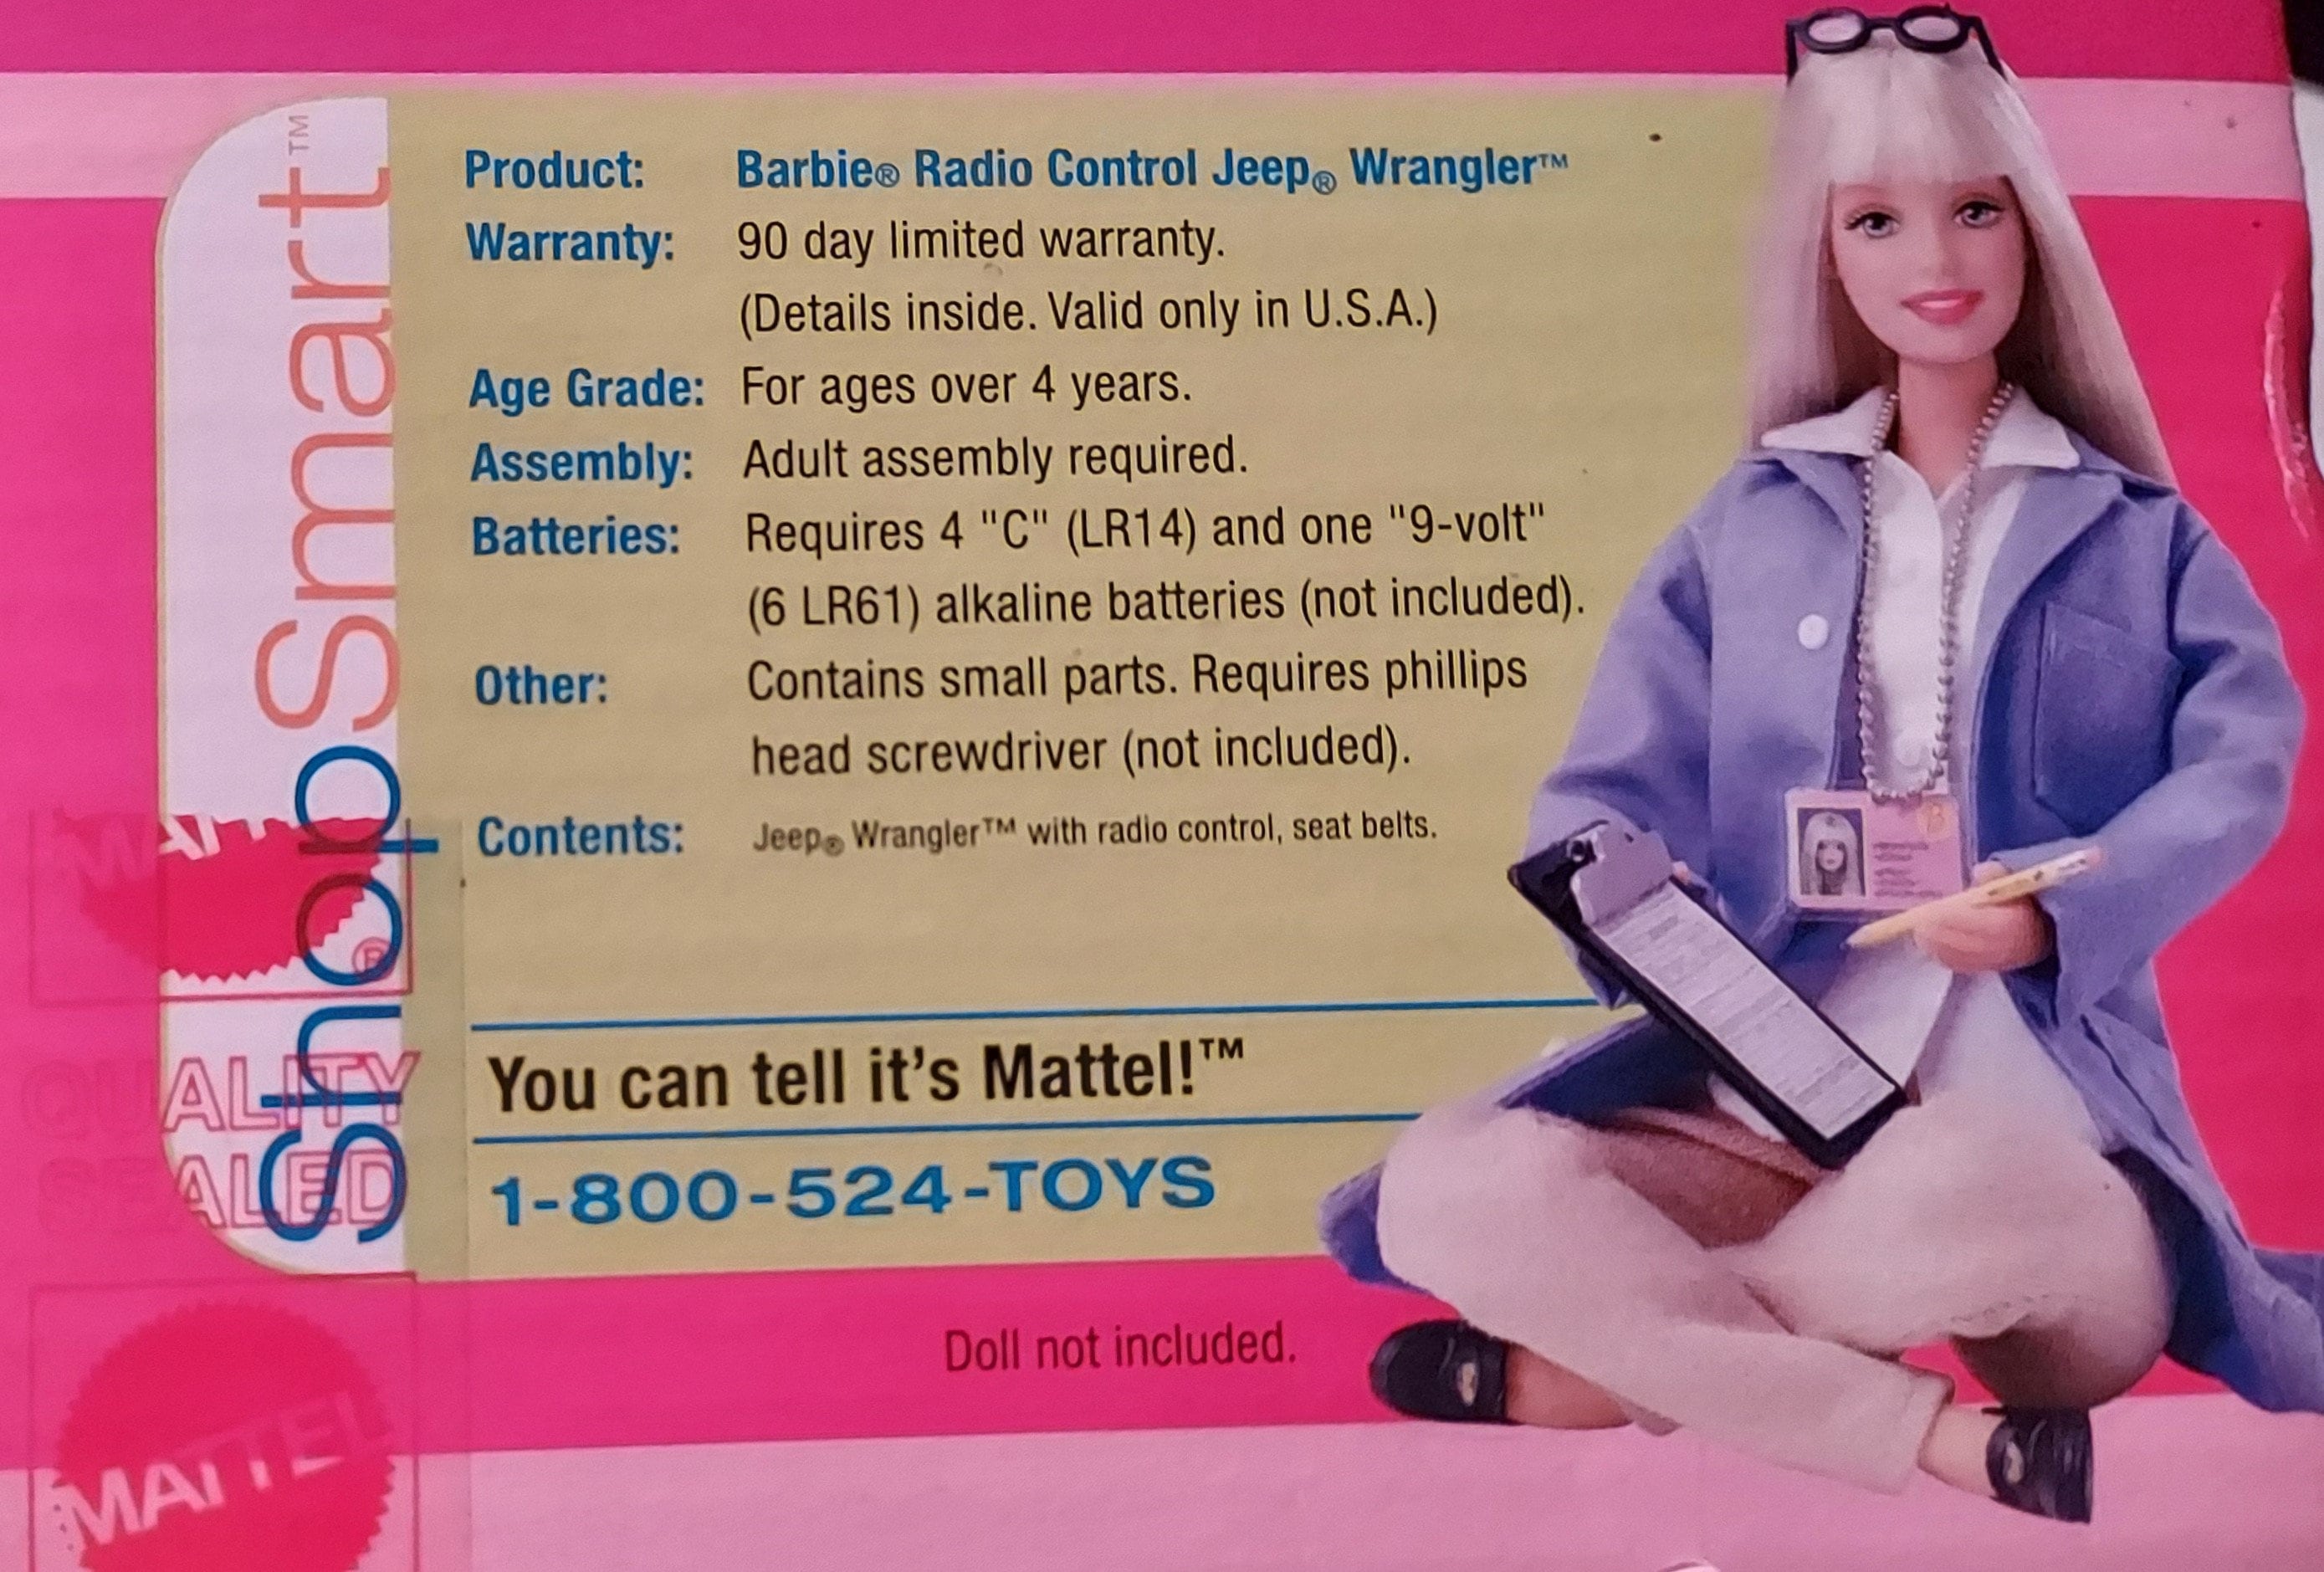 ShopSmart™
Product: Barbie® Radio Control Jeep® Wrangler™
Warranty: 90 day limited warranty.
(Details inside. Valid only in U.S.A.)
Age Grade: For ages over 4 years.
Assembly: Adult assembly required.
Batteries: Requires 4 "C" (LR14) and one "9-volt"
(6 LR61) alkaline batteries (not included).
Other: Contains small parts. Requires phillips
head screwdriver (not included).
Contents: Jeep® Wrangler™ with radio control, seat belts.
You can tell it's Mattel!™
1-800-524-TOYS
Doll not included.
®
QUALITY
SEALED
MATTEL